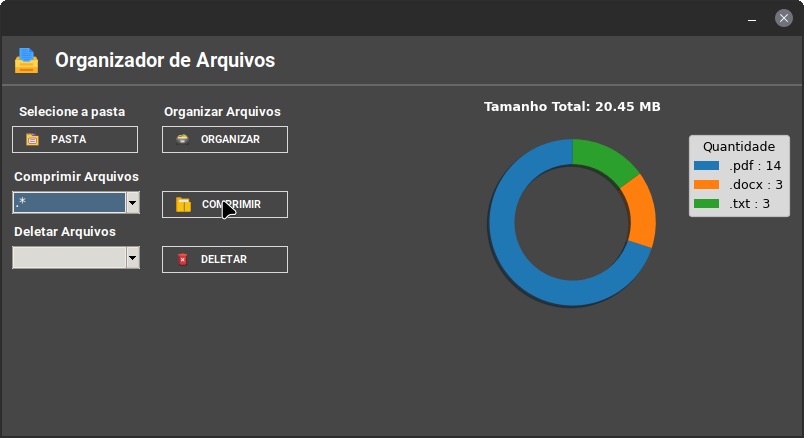 Organizador de Arquivos
Selecione a pasta
Organizar Arquivos
PASTA
ORGANIZAR
Comprimir Arquivos
.*
COMPRIMIR
Deletar Arquivos
DELETAR
Tamanho Total: 20.45 MB
Quantidade
.pdf : 14
.docx : 3
.txt : 3